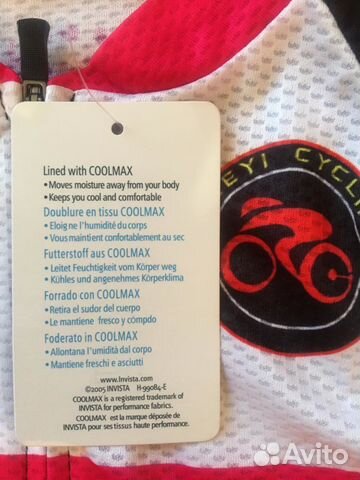 Lined with COOLMAX
• Moves moisture away from your body
• Keeps you cool and comfortable
Doublure en tissu COOLMAX
• Eloigne l'humidité du corps
• Vous maintient confortablement au sec
Futterstoff aus COOLMAX
• Leitet Feuchtigkeit vom Körper weg
• Kühles und angenehmes Körperklima
Forrado con COOLMAX
• Retira el sudor del cuerpo
• Le mantiene fresco y cómpdo
Foderato in COOLMAX
• Allontana l'umidità dal corpo
• Mantiene freschi e asciutti
www.Invista.com
©2005 INVISTA H-99084-E
COOLMAX is a registered trademark of
INVISTA for performance fabrics.
COOLMAX est la marque déposée de
INVISTA pour ses tissus haute performance.
EYI CYCLI
Avito